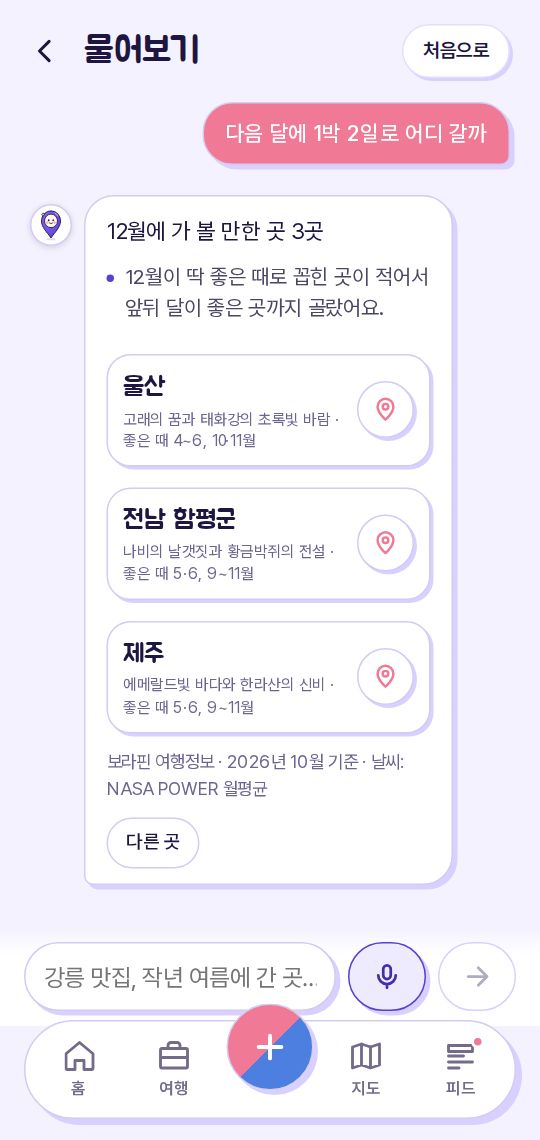 물어보기
처음으로
다음 달에 1박 2일로 어디 갈까
12월에 가 볼 만한 곳 3곳
• 12월이 딱 좋은 때로 꼽힌 곳이 적어서
앞뒤 달이 좋은 곳까지 골랐어요.
울산
고래의 꿈과 태화강의 초록빛 바람 ·
좋은 때 4~6, 10·11월
전남 함평군
나비의 날갯짓과 황금박쥐의 전설 ·
좋은 때 5·6, 9~11월
제주
에메랄드빛 바다와 한라산의 신비 ·
좋은 때 5·6, 9~11월
보라핀 여행정보 · 2026년 10월 기준 · 날씨:
NASA POWER 월평균
다른 곳
강릉 맛집, 작년 여름에 간 곳...
홈
여행
지도
피드